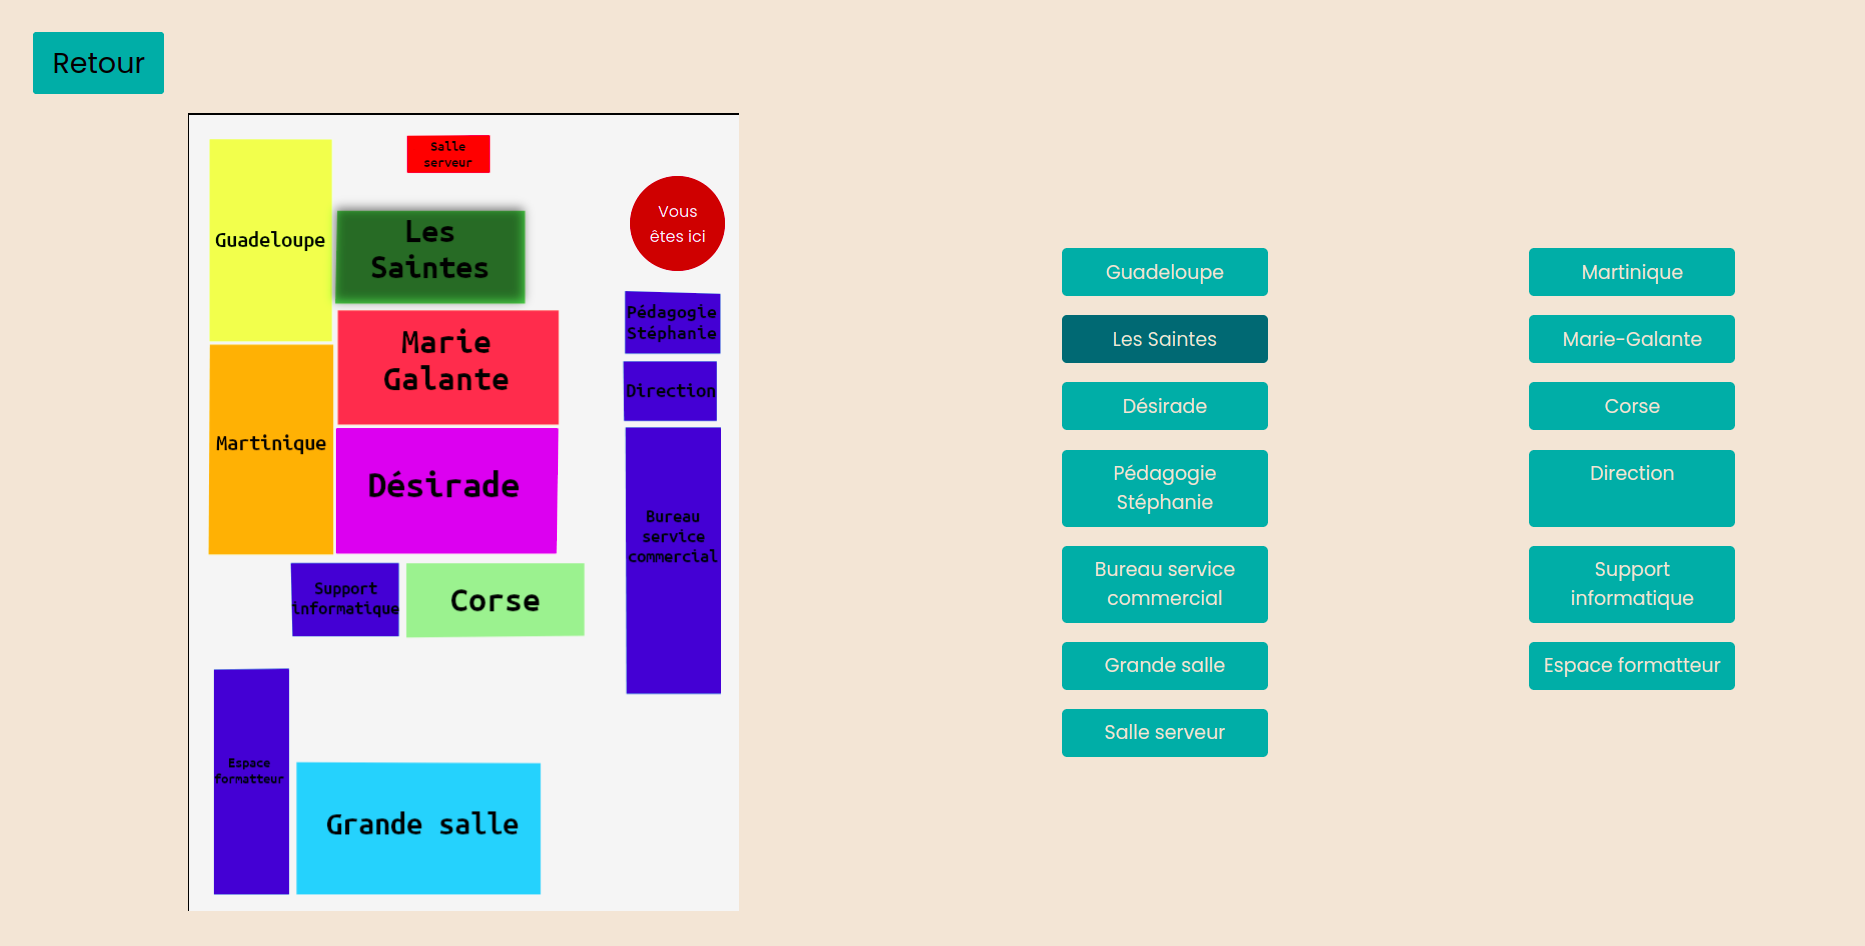 Retour
Salle
serveur
Guadeloupe
Les
Saintes
Vous
êtes ici
Pédagogie
Stéphanie
Marie
Galante
Direction
Martinique
Désirade
Bureau
service
commercial
Support
informatique
Corse
Espace
formatteur
Grande salle
Guadeloupe
Martinique
Les Saintes
Marie-Galante
Désirade
Corse
Pédagogie
Stéphanie
Direction
Bureau service
commercial
Support
informatique
Grande salle
Espace formatteur
Salle serveur